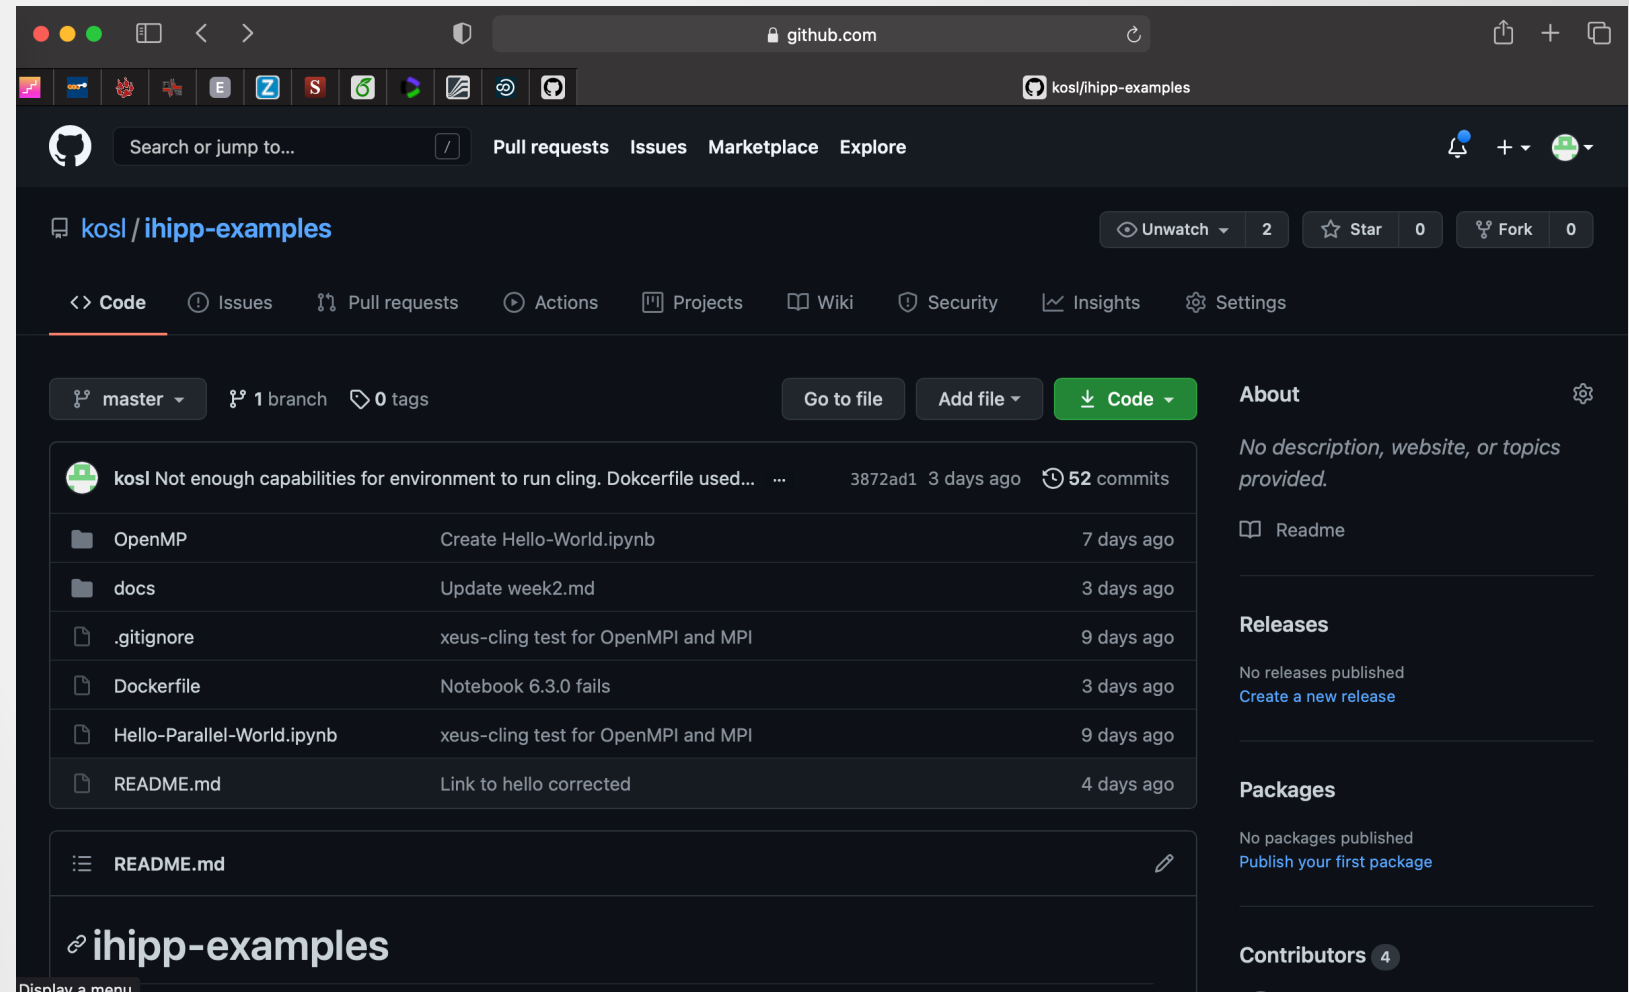 github.com
E Z S
kosl/ihipp-examples
Search or jump to... /
Pull requests Issues Marketplace Explore
kosl / ihipp-examples
Unwatch 2 Star 0 Fork 0
Code Issues Pull requests Actions Projects Wiki Security Insights Settings
master 1 branch 0 tags Go to file Add file Code
kosl Not enough capabilities for environment to run cling. Dokcerfile used... ... 3872ad1 3 days ago 52 commits
OpenMP Create Hello-World.ipynb 7 days ago
docs Update week2.md 3 days ago
.gitignore xeus-cling test for OpenMPI and MPI 9 days ago
Dockerfile Notebook 6.3.0 fails 3 days ago
Hello-Parallel-World.ipynb xeus-cling test for OpenMPI and MPI 9 days ago
README.md Link to hello corrected 4 days ago
README.md
ihipp-examples
About
No description, website, or topics
provided.
Readme
Releases
No releases published
Create a new release
Packages
No packages published
Publish your first package
Contributors 4
Display a menu